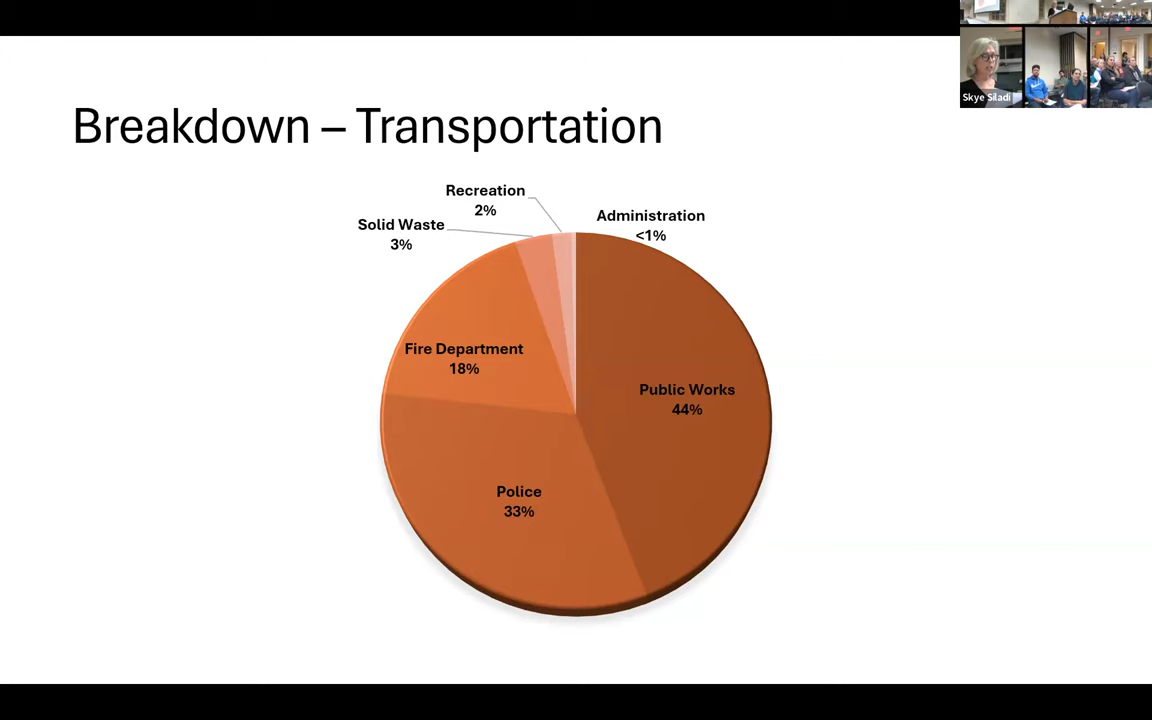 Skye Siladi
Breakdown – Transportation
Recreation
2%
Administration
<1%
Solid Waste
3%
Fire Department
18%
Public Works
44%
Police
33%